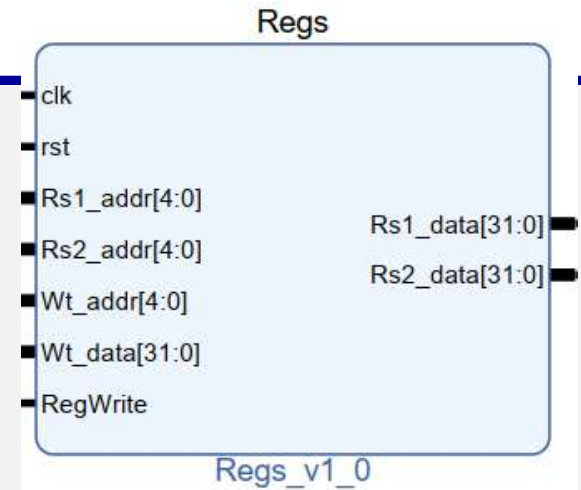 Regs
clk
rst
Rs1_addr[4:0]
Rs2_addr[4:0]
Wt_addr[4:0]
Wt_data[31:0]
RegWrite
Rs1_data[31:0]
Rs2_data[31:0]
Regs_v1_0